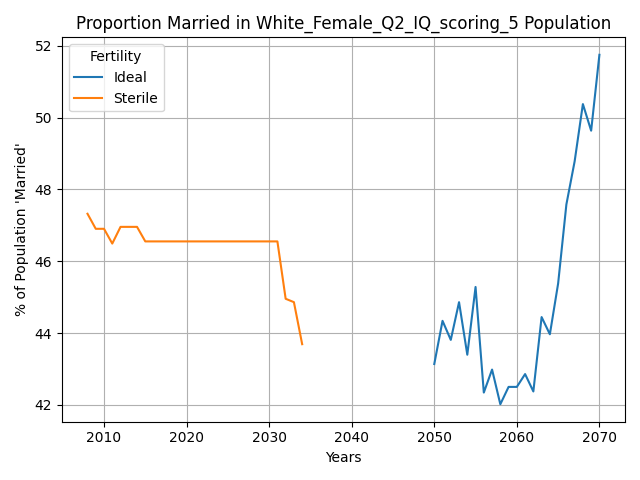 Proportion Married in White_Female_Q2_IQ_scoring_5 Population
Fertility
Ideal
Sterile
% of Population 'Married'
52
50
48
46
44
42
2010 2020 2030 2040 2050 2060 2070
Years